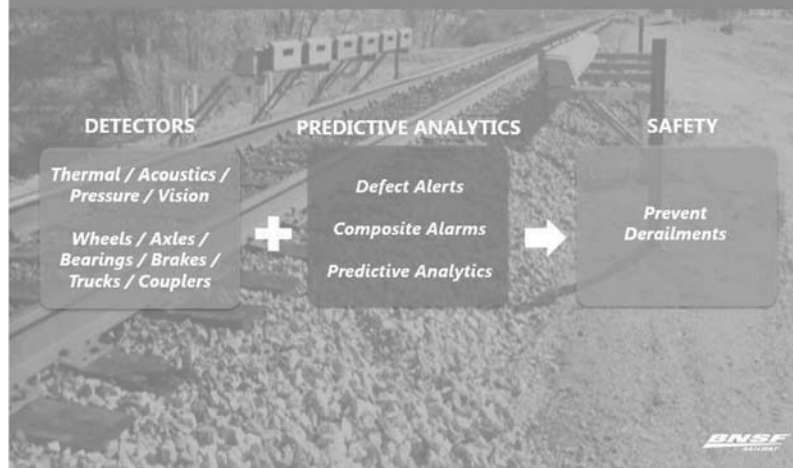 DETECTORS
Thermal / Acoustics /
Pressure / Vision
Wheels / Axles /
Bearings / Brakes /
Trucks / Couplers
PREDICTIVE ANALYTICS
Defect Alerts
Composite Alarms
Predictive Analytics
SAFETY
Prevent
Derailments
BNSF
RAILWAY